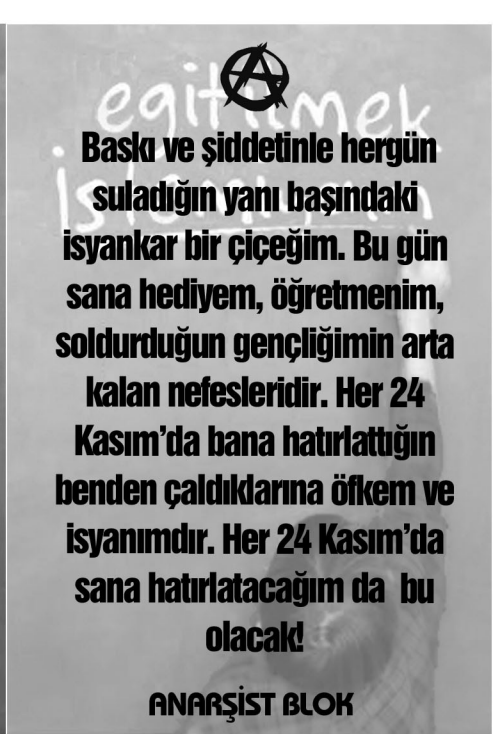 eğitilmek
istemiyorum
Baskı ve şiddetinle hergün
suladığın yanı başındaki
isyankar bir çiçeğim. Bu gün
sana hediyem, öğretmenim,
soldurduğun gençliğimin arta
kalan nefesleridir. Her 24
Kasım’da bana hatırlattığın
benden çaldıklarına öfkem ve
isyanımdır. Her 24 Kasım’da
sana hatırlatacağım da  bu
olacak!
ANARŞİST BLOK